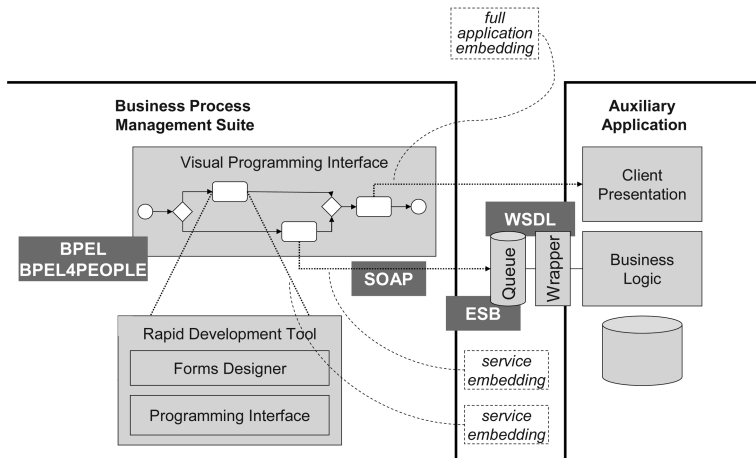 full
application
embedding
Business Process
Management Suite
Auxiliary
Application
Visual Programming Interface
Client
Presentation
WSDL
BPEL
BPEL4PEOPLE
SOAP
Queue
Wrapper
Business
Logic
ESB
Rapid Development Tool
Forms Designer
Programming Interface
service
embedding
service
embedding